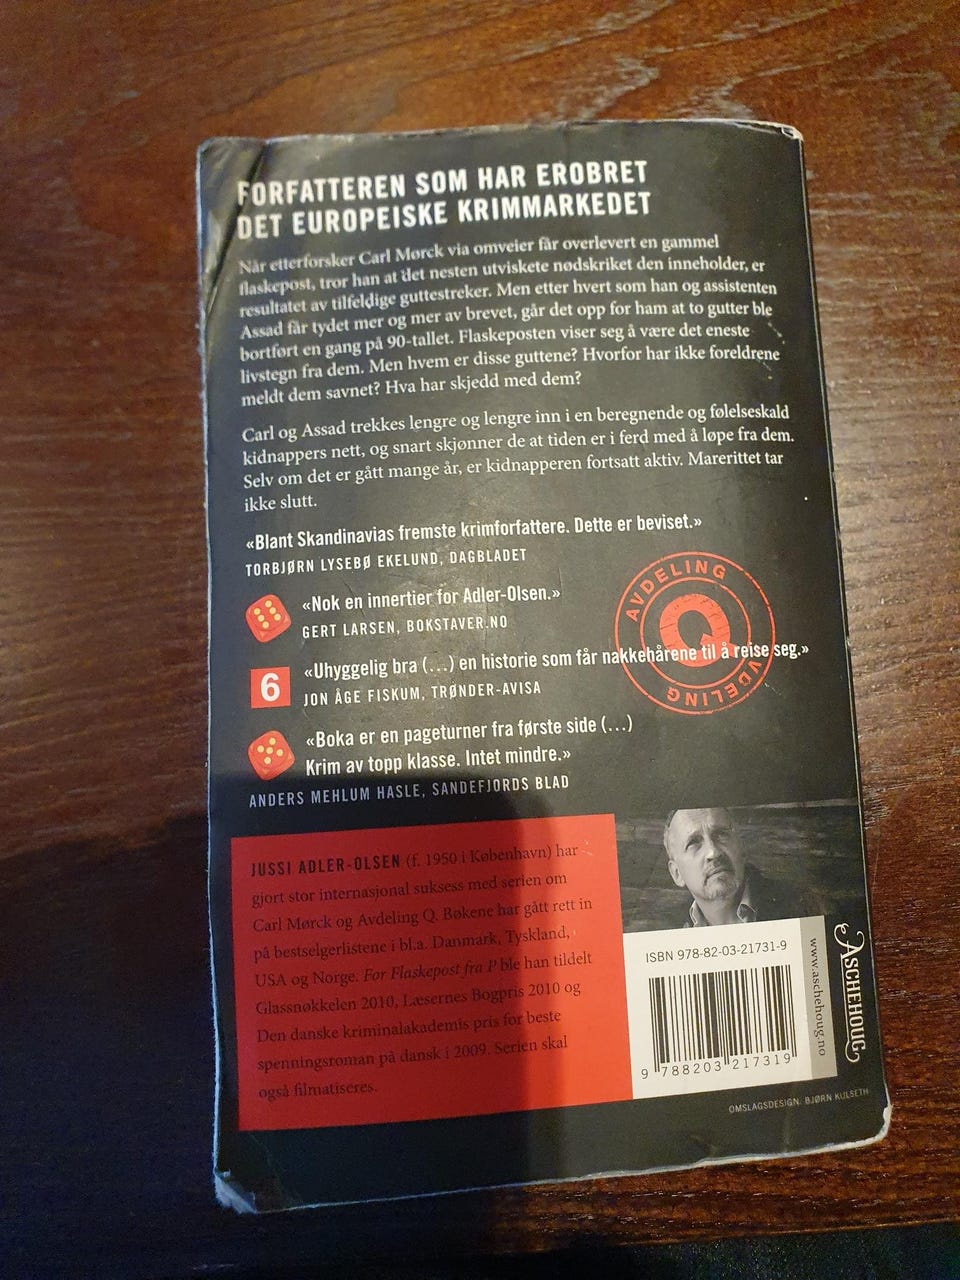 FORFATTEREN SOM HAR EROBRET
DET EUROPEISKE KRIMMARKEDET
Når etterforsker Carl Mørck via omveier får overlevert en gammel
flaskepost, tror han at det nesten utviskete nødskriket den inneholder, er
resultatet av tilfeldige guttestreker. Men etter hvert som han og assistenten
Assad får tydet mer og mer av brevet, går det opp for ham at to gutter ble
bortført en gang på 90-tallet. Flaskeposten viser seg å være det eneste
livstegn fra dem. Men hvem er disse guttene? Hvorfor har ikke foreldrene
meldt dem savnet? Hva har skjedd med dem?
Carl og Assad trekkes lengre og lengre inn i en beregnende og følelseskald
kidnappers nett, og snart skjønner de at tiden er i ferd med å løpe fra dem.
Selv om det er gått mange år, er kidnapperen fortsatt aktiv. Marerittet tar
ikke slutt.
«Blant Skandinavias fremste krimforfattere. Dette er beviset.»
TORBJØRN LYSEBØ EKELUND, DAGBLADET
«Nok en innertier for Adler-Olsen.»
GERT LARSEN, BOKSTAVER.NO
AVDELING
Q
AVDELING
6
«Uhyggelig bra (...) en historie som får nakkehårene til å reise seg.»
JON ÅGE FISKUM, TRØNDER-AVISA
«Boka er en pageturner fra første side (...)
Krim av topp klasse. Intet mindre.»
ANDERS MEHLUM HASLE, SANDEFJORDS BLAD
JUSSI ADLER-OLSEN (f. 1950 i København) har
gjort stor internasjonal suksess med serien om
Carl Mørck og Avdeling Q. Bøkene har gått rett in
på bestselgerlistene i bl.a. Danmark, Tyskland,
USA og Norge. For Flaskepost fra P ble han tildelt
Glassnøkkelen 2010, Læsernes Bogpris 2010 og
Den danske kriminalakademis pris for beste
spenningsroman på dansk i 2009. Serien skal
også filmatiseres.
ISBN 978-82-03-21731-9
9 788203 217319
www.aschehoug.no
ASCHEHOUG
OMSLAGSDESIGN: BJØRN KULSETH